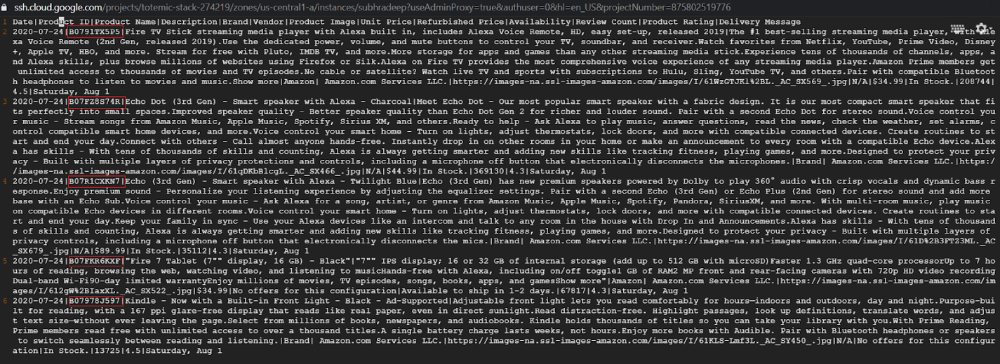 ssh.cloud.google.com/projects/totemic-stack-274219/zones/us-central1-a/instances/subhradeep?useAdminProxy=true&authuser=0&hl=en_US&projectNumber=875802519776
1 Date|Product ID|Product Name|Description|Brand|Vendor|Product Image|Unit Price|Refurbished Price|Availability|Review Count|Product Rating|Delivery Message
2 2020-07-24|B0791TX5P5|Fire TV Stick streaming media player with Alexa built in, includes Alexa Voice Remote, HD, easy set-up, released 2019|The #1 best-selling streaming media player, with Ale
xa Voice Remote (2nd Gen, released 2019).Use the dedicated power, volume, and mute buttons to control your TV, soundbar, and receiver.Watch favorites from Netflix, YouTube, Prime Video, Disney
+, Apple TV, HBO, and more. Stream for free with Pluto, IMDB TV, and more.More storage for apps and games than any other streaming media stick.Experience tens of thousands of channels, apps, a
nd Alexa skills, plus browse millions of websites using Firefox or Silk.Alexa on Fire TV provides the most comprehensive voice experience of any streaming media player.Amazon Prime members get
unlimited access to thousands of movies and TV episodes.No cable or satellite? Watch live TV and sports with subscriptions to Hulu, Sling, YouTube TV, and others.Pair with compatible Bluetoot
h headphones to listen to movies and music.Show more|Amazon| Amazon.com Services LLC.|https://images-na.ssl-images-amazon.com/images/I/61WzGTJKl%2BL._AC_SX569_.jpg|N/A|$34.99|In Stock.|208744|
4.5|Saturday, Aug 1
3 2020-07-24|B07FZ8S74R|Echo Dot (3rd Gen) - Smart speaker with Alexa - Charcoal|Meet Echo Dot - Our most popular smart speaker with a fabric design. It is our most compact smart speaker that fi
ts perfectly into small spaces.Improved speaker quality - Better speaker quality than Echo Dot Gen 2 for richer and louder sound. Pair with a second Echo Dot for stereo sound.Voice control you
r music - Stream songs from Amazon Music, Apple Music, Spotify, Sirius XM, and others.Ready to help - Ask Alexa to play music, answer questions, read the news, check the weather, set alarms, c
ontrol compatible smart home devices, and more.Voice control your smart home - Turn on lights, adjust thermostats, lock doors, and more with compatible connected devices. Create routines to st
art and end your day.Connect with others - Call almost anyone hands-free. Instantly drop in on other rooms in your home or make an announcement to every room with a compatible Echo device.Alex
a has skills - With tens of thousands of skills and counting, Alexa is always getting smarter and adding new skills like tracking fitness, playing games, and more.Designed to protect your priv
acy - Built with multiple layers of privacy protections and controls, including a microphone off button that electronically disconnects the microphones.|Brand| Amazon.com Services LLC.|https:/
/images-na.ssl-images-amazon.com/images/I/61qDKbBlcgL._AC_SX466_.jpg|N/A|$44.99|In Stock.|369130|4.3|Saturday, Aug 1
4 2020-07-24|B07R1CXKN7|Echo (3rd Gen) - Smart speaker with Alexa - Twilight Blue|Echo (3rd Gen) has new premium speakers powered by Dolby to play 360° audio with crisp vocals and dynamic bass r
esponse.Enjoy premium sound - Personalize your listening experience by adjusting the equalizer settings. Pair with a second Echo (3rd Gen) or Echo Plus (2nd Gen) for stereo sound and add more
base with an Echo Sub.Voice control your music - Ask Alexa for a song, artist, or genre from Amazon Music, Apple Music, Spotify, Pandora, SiriusXM, and more. With multi-room music, play music
on compatible Echo devices in different rooms.Voice control your smart home - Turn on lights, adjust thermostats, lock doors, and more with compatible connected devices. Create routines to sta
rt and end your day.Keep your family in sync - Use your Alexa devices like an intercom and talk to any room in the house with Drop In and Announcements.Alexa has skills - With tens of thousand
s of skills and counting, Alexa is always getting smarter and adding new skills like tracking fitness, playing games, and more.Designed to protect your privacy - Built with multiple layers of
privacy controls, including a microphone off button that electronically disconnects the mics.|Brand| Amazon.com Services LLC.|https://images-na.ssl-images-amazon.com/images/I/61D%2B3FTZ3ML._AC
_SX679_.jpg|N/A|$89.99|In Stock.|35112|4.3|Saturday, Aug 1
5 2020-07-24|B07FKR6KXF|"Fire 7 Tablet (7"" display, 16 GB) - Black"|"7"" IPS display; 16 or 32 GB of internal storage (add up to 512 GB with microSD)Faster 1.3 GHz quad-core processorUp to 7 ho
urs of reading, browsing the web, watching video, and listening to musicHands-free with Alexa, including on/off toggle1 GB of RAM2 MP front and rear-facing cameras with 720p HD video recording
Dual-band Wi-Fi90-day limited warrantyEnjoy millions of movies, TV episodes, songs, books, apps, and gamesShow more"|Amazon| Amazon.com Services LLC.|https://images-na.ssl-images-amazon.com/im
ages/I/612gW%2BIaxXL._AC_SX522_.jpg|$34.99|No offers for this configuration|Available to ship in 1-2 days.|67817|4.3|Saturday, Aug 1
6 2020-07-24|B07978J597|Kindle - Now with a Built-in Front Light - Black - Ad-Supported|Adjustable front light lets you read comfortably for hours—indoors and outdoors, day and night.Purpose-bui
lt for reading, with a 167 ppi glare-free display that reads like real paper, even in direct sunlight.Read distraction-free. Highlight passages, look up definitions, translate words, and adjus
t text size—without ever leaving the page.Select from millions of books, newspapers, and audiobooks. Kindle holds thousands of titles so you can take your library with you.With Prime Reading,
Prime members read free with unlimited access to over a thousand titles.A single battery charge lasts weeks, not hours.Enjoy more books with Audible. Pair with Bluetooth headphones or speakers
to switch seamlessly between reading and listening.|Brand| Amazon.com Services LLC.|https://images-na.ssl-images-amazon.com/images/I/61KLS-Lmf3L._AC_SY450_.jpg|N/A|No offers for this configur
ation|In Stock.|13725|4.5|Saturday, Aug 1